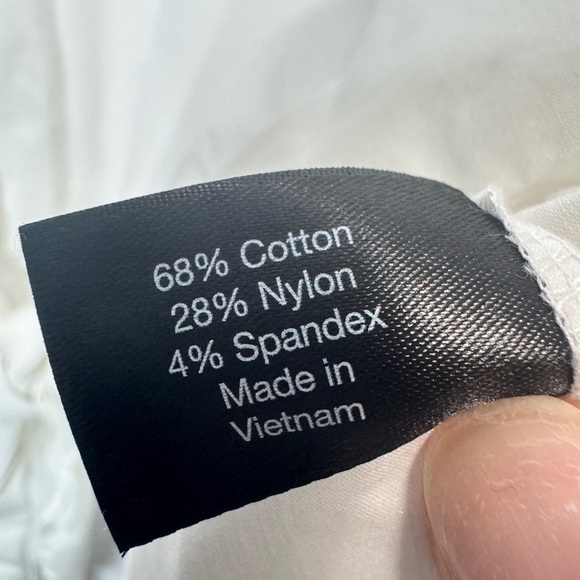 68% Cotton
28% Nylon
4% Spandex
Made in
Vietnam